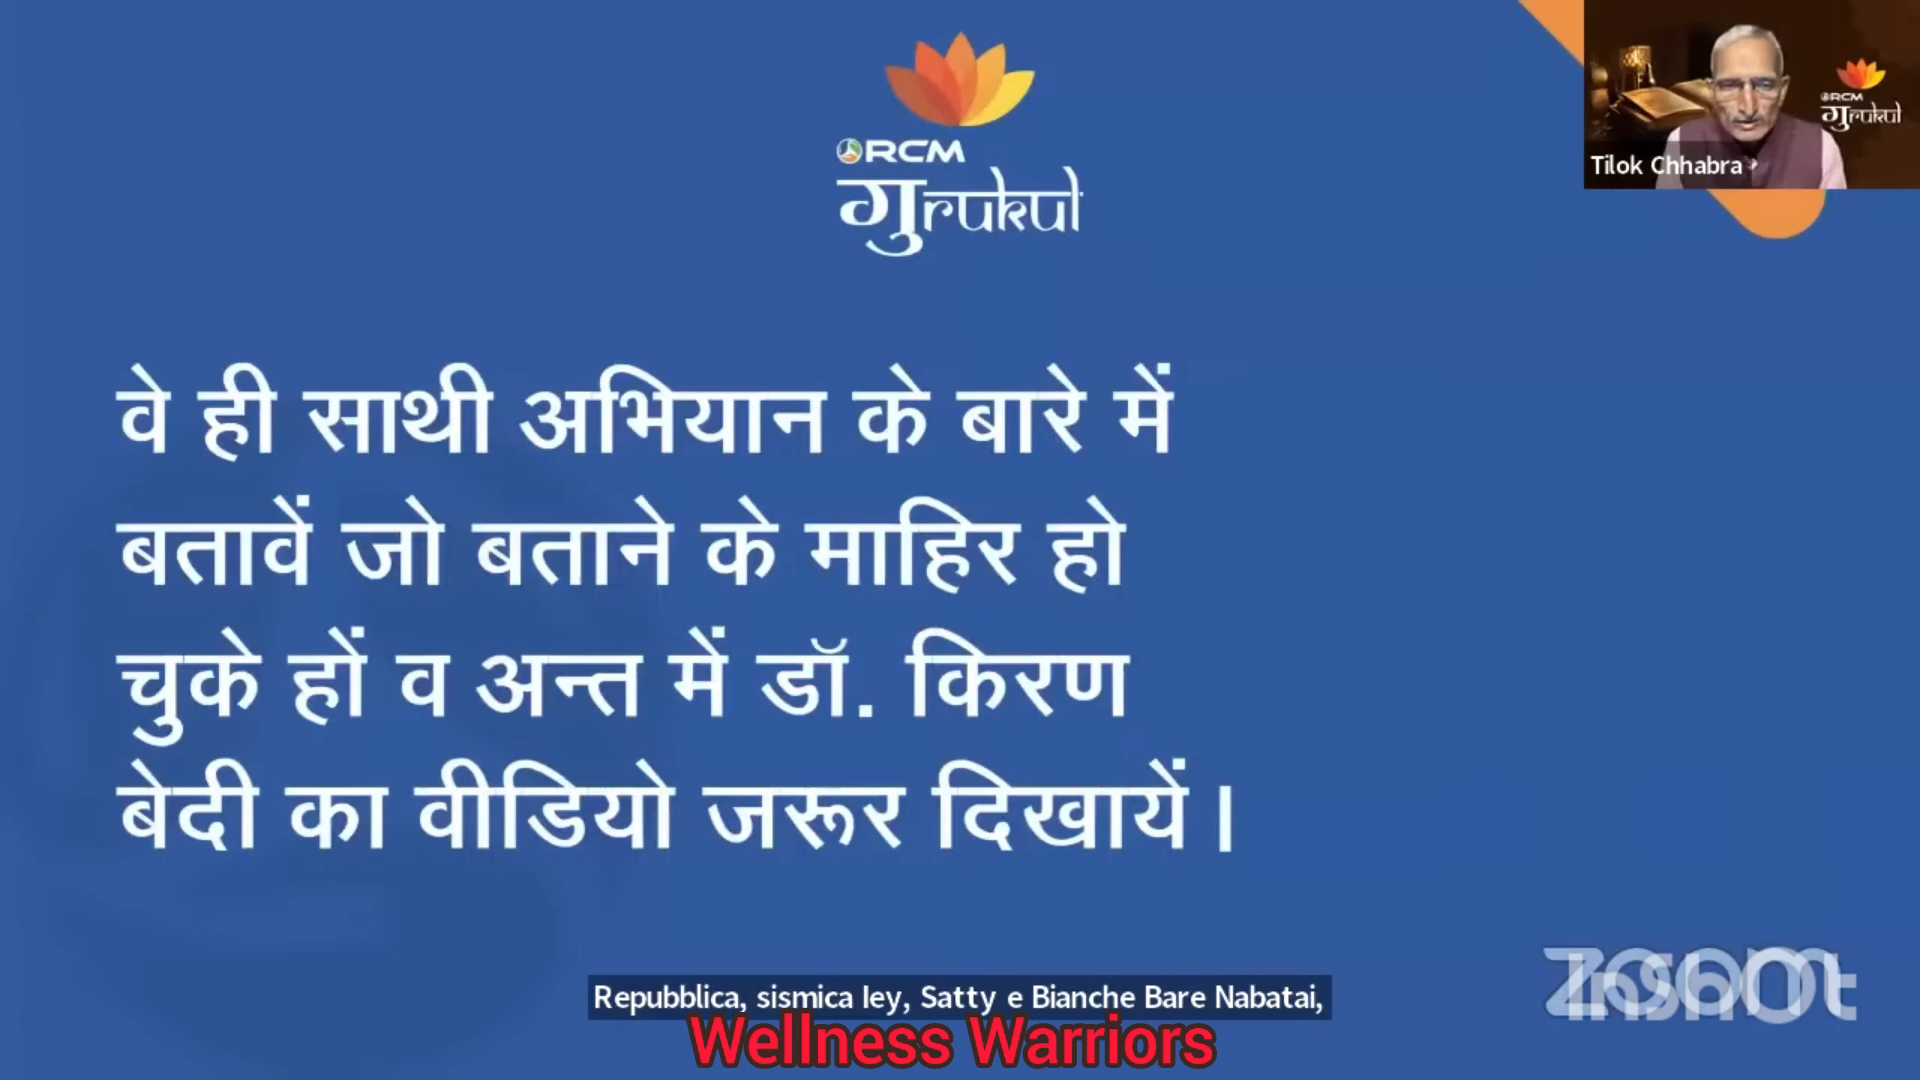 RCM
गुrukul
RCM
गुrukul
Tilok Chhabra
वे ही साथी अभियान के बारे में
बतावें जो बताने के माहिर हो
चुके हों व अन्त में डॉ. किरण
बेदी का वीडियो जरूर दिखायें।
zoom
InShot
Repubblica, sismica ley, Satty e Bianche Bare Nabatai,
Wellness Warriors